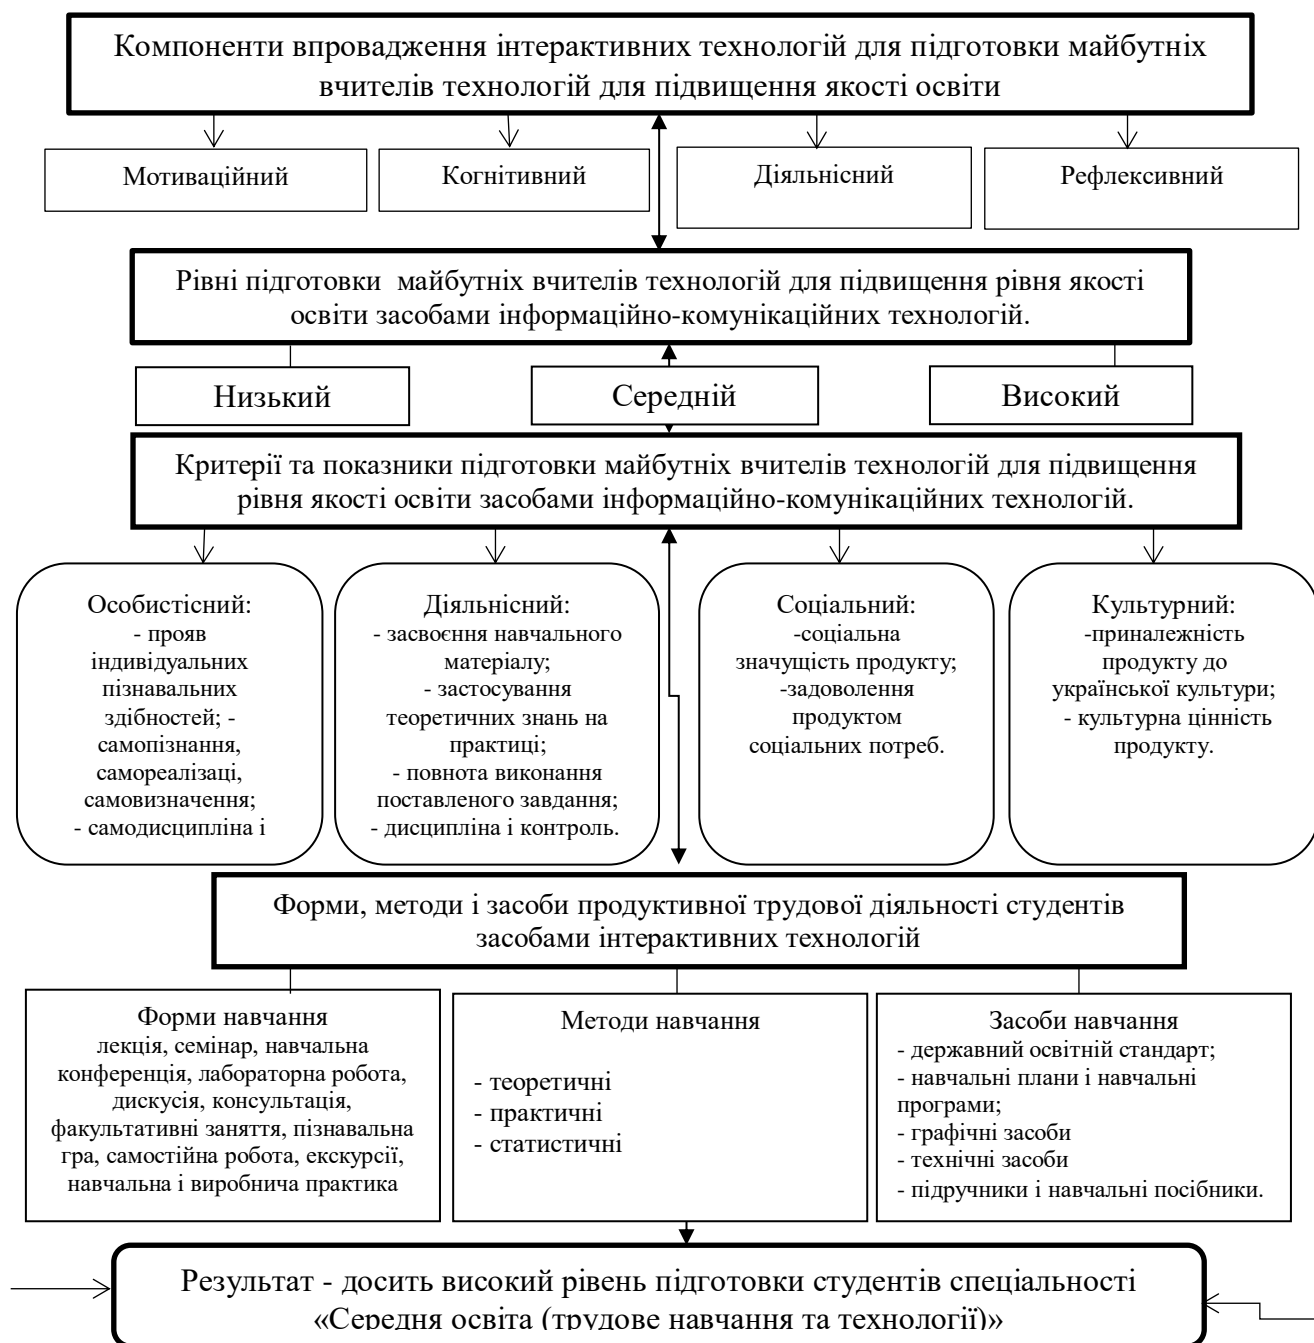 Компоненти впровадження інтерактивних технологій для підготовки майбутніх
вчителів технологій для підвищення якості освіти
Мотиваційний
Когнітивний
Діяльнісний
Рефлексивний
Рівні підготовки майбутніх вчителів технологій для підвищення рівня якості
освіти засобами інформаційно-комунікаційних технологій.
Низький
Середній
Високий
Критерії та показники підготовки майбутніх вчителів технологій для підвищення
рівня якості освіти засобами інформаційно-комунікаційних технологій.
Особистісний:
- прояв
індивідуальних
пізнавальних
здібностей; -
самопізнання,
самореалізаці,
самовизначення;
- самодисципліна і
Діяльнісний:
- засвоєння навчального
матеріалу;
- застосування
теоретичних знань на
практиці;
- повнота виконання
поставленого завдання;
- дисципліна і контроль.
Соціальний:
-соціальна
значущість продукту;
-задоволення
продуктом
соціальних потреб.
Культурний:
-приналежність
продукту до
української культури;
- культурна цінність
продукту.
Форми, методи і засоби продуктивної трудової діяльності студентів
засобами інтерактивних технологій
Форми навчання
лекція, семінар, навчальна
конференція, лабораторна робота,
дискусія, консультація,
факультативні заняття, пізнавальна
гра, самостійна робота, екскурсії,
навчальна і виробнича практика
Методи навчання
- теоретичні
- практичні
- статистичні
Засоби навчання
- державний освітній стандарт;
- навчальні плани і навчальні
програми;
- графічні засоби
- технічні засоби
- підручники і навчальні посібники.
Результат - досить високий рівень підготовки студентів спеціальності
«Середня освіта (трудове навчання та технології)»